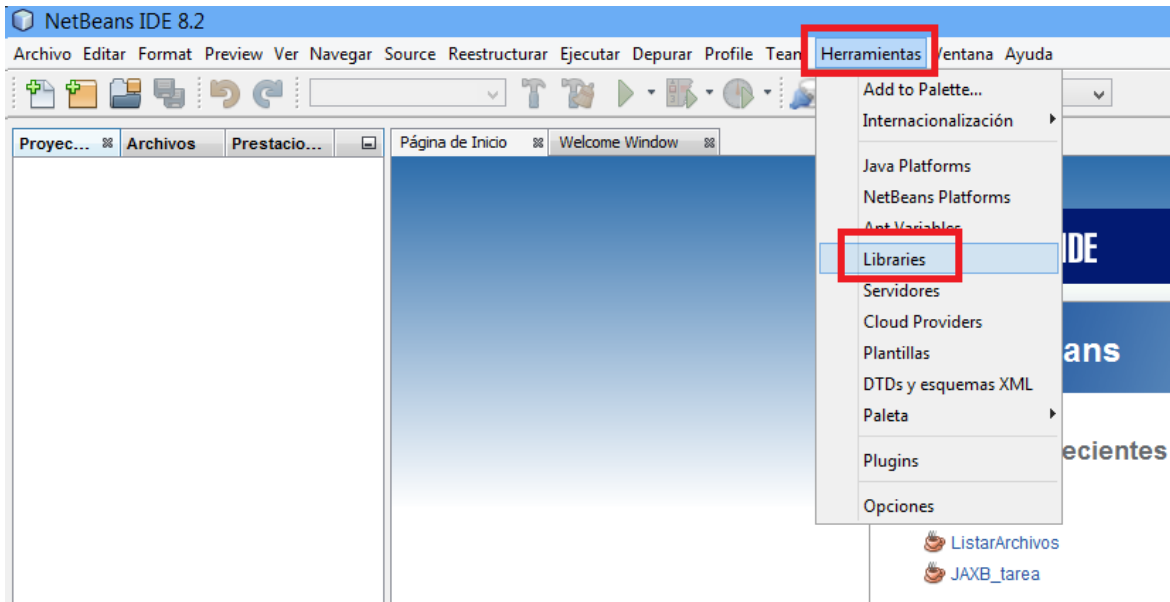 NetBeans IDE 8.2
Archivo Editar Format Preview Ver Navegar Source Reestructurar Ejecutar Depurar Profile Team Herramientas Ventana Ayuda
Add to Palette...
Internacionalización
Proyec... Archivos Prestacio...
Página de Inicio Welcome Window
Java Platforms
NetBeans Platforms
Ant Variables
IDE
Libraries
Servidores
Cloud Providers
Plantillas
ans
DTDs y esquemas XML
Paleta
ecientes
Plugins
Opciones
ListarArchivos
JAXB_tarea